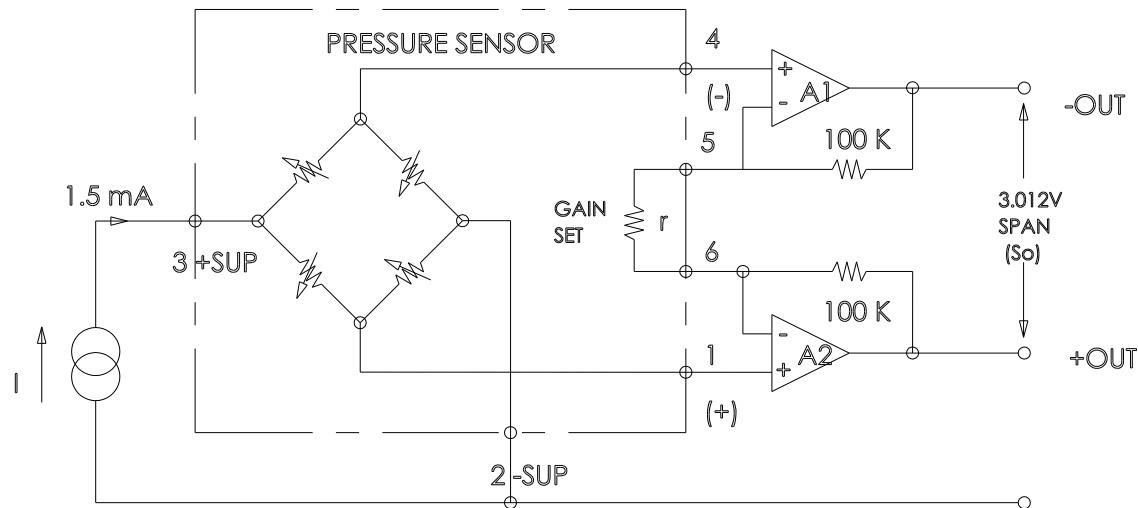 PRESSURE SENSOR
4
+
A1
-OUT
(-)
-
5
100 K
1.5 mA
GAIN
SET
r
3.012V
SPAN
(So)
6
3 +SUP
100 K
1
-
A2
+
+OUT
I
(+)
2 -SUP